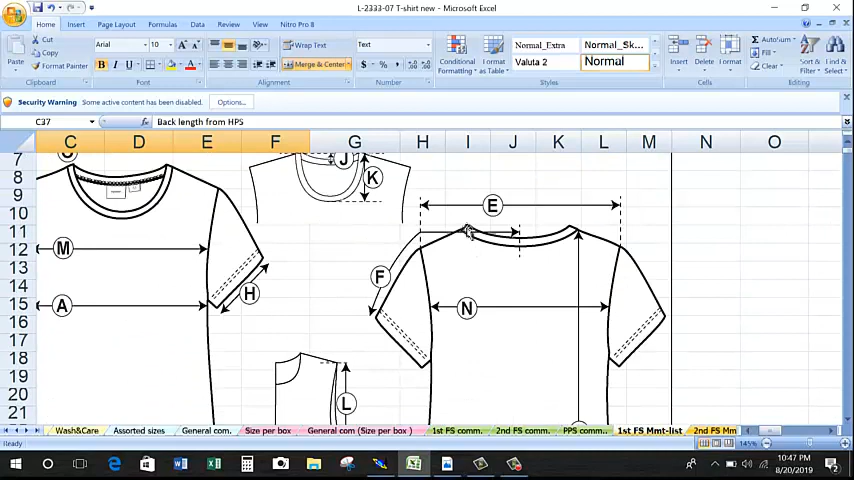 L-2333-07 T-shirt new - Microsoft Excel
Home Insert Page Layout Formulas Data Review View Nitro Pro 8
Paste
Cut
Copy
Format Painter
Clipboard
Arial 10
B I U
Font
Wrap Text
Merge & Center
Alignment
Text
$ % ,
Number
Conditional Formatting
Format as Table
Normal_Extra Normal_Sk...
Valuta 2 Normal
Styles
Insert Delete Format
Cells
AutoSum
Fill
Clear
Sort & Filter
Find & Select
Editing
Security Warning Some active content has been disabled. Options...
C37 Back length from HPS
C D E F G H I J K L M N O
7
8
9
10
11
12
13
14
15
16
17
18
19
20
21
J
K
E
M
F
H
A
N
L
Wash&Care Assorted sizes General com. Size per box General com (Size per box ) 1st FS comm. 2nd FS comm. PPS comm.. 1st FS Mmt-list 2nd FS Mm
Ready 145%
10:47 PM
8/20/2019
2